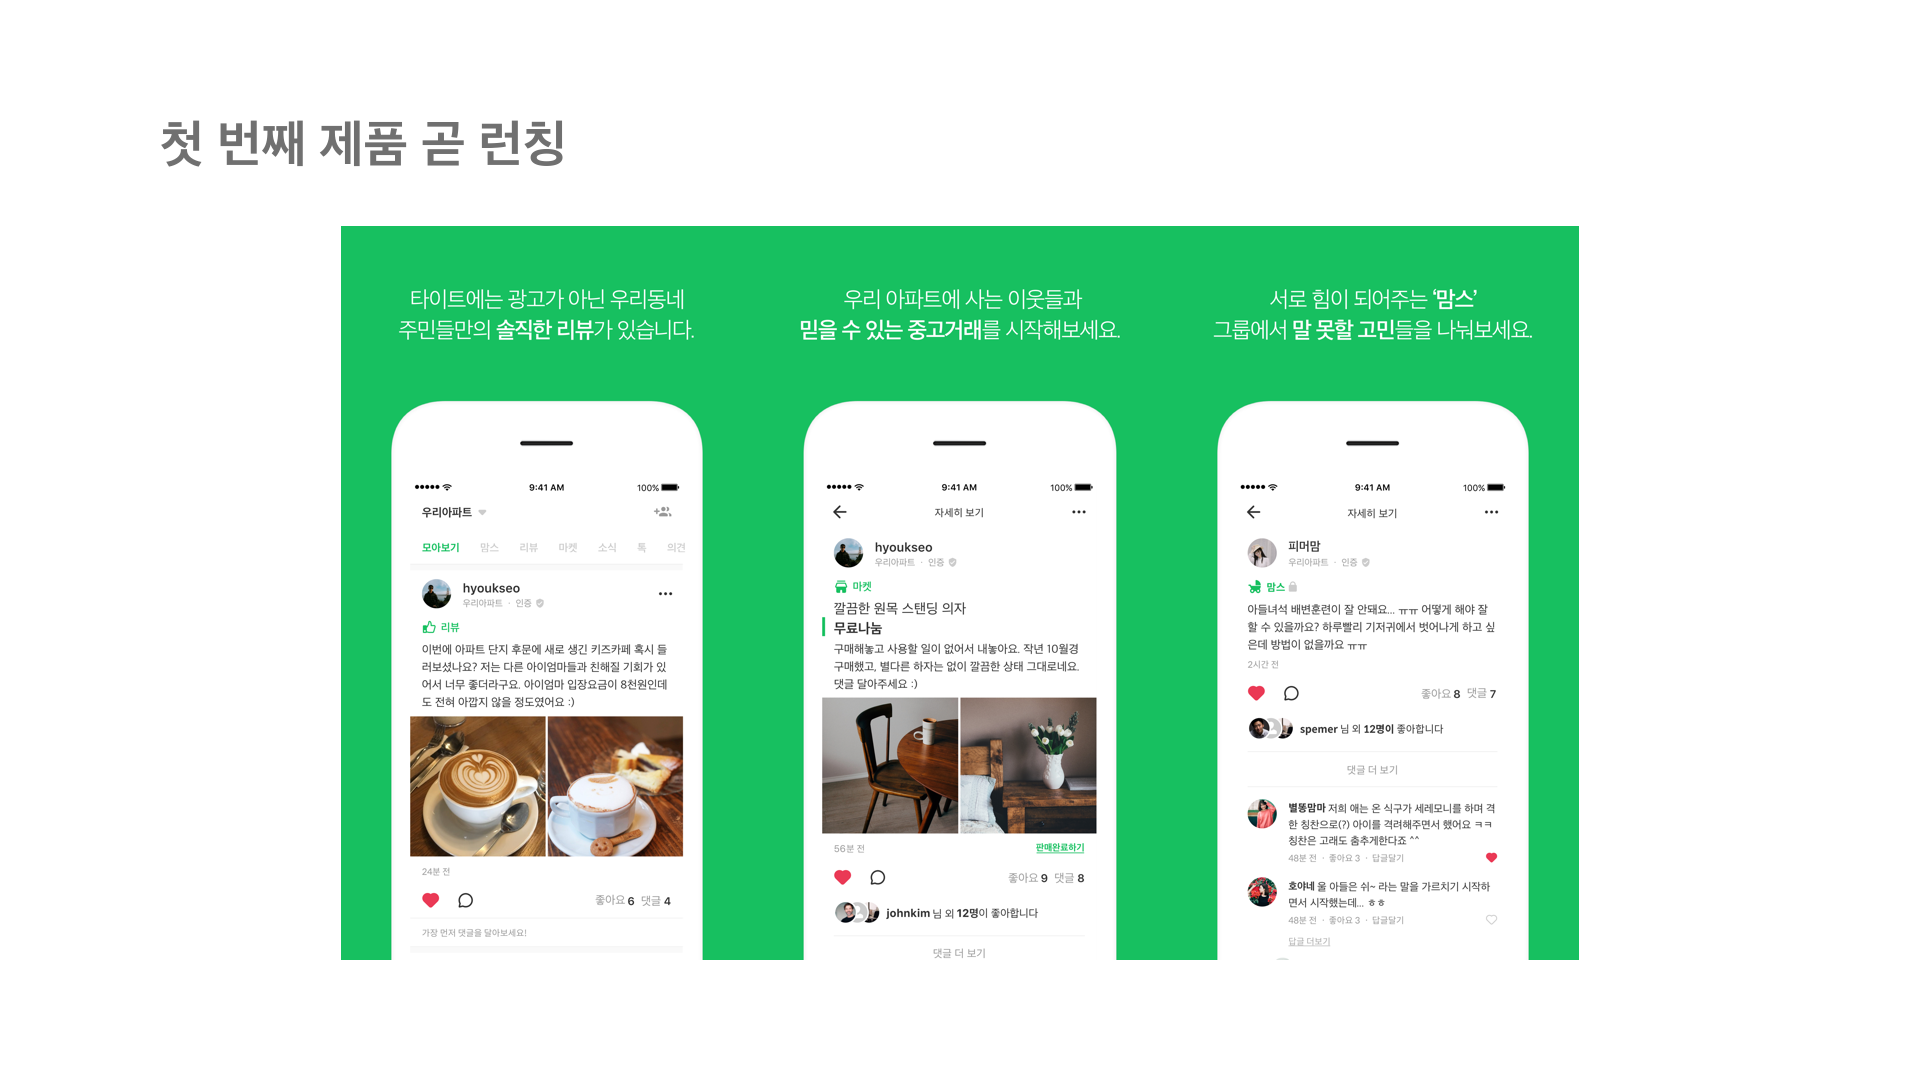 첫 번째 제품 곧 런칭
타이트에는 광고가 아닌 우리동네
주민들만의 솔직한 리뷰가 있습니다.
9:41 AM
100%
우리아파트
모아보기 맘스 리뷰 마켓 소식 톡 의견
hyoukseo
우리아파트 · 인증
리뷰
이번에 아파트 단지 후문에 새로 생긴 키즈카페 혹시 들
러보셨나요? 저는 다른 아이엄마들과 친해질 기회가 있
어서 너무 좋더라구요. 아이엄마 입장요금이 8천원인데
도 전혀 아깝지 않을 정도였어요 :)
24분 전
좋아요 6 댓글 4
가장 먼저 댓글을 달아보세요!
우리 아파트에 사는 이웃들과
믿을 수 있는 중고거래를 시작해보세요.
9:41 AM
100%
자세히 보기
hyoukseo
우리아파트 · 인증
마켓
깔끔한 원목 스탠딩 의자
무료나눔
구매해놓고 사용할 일이 없어서 내놓아요. 작년 10월경
구매했고, 별다른 하자는 없이 깔끔한 상태 그대로네요.
댓글 달아주세요 :)
56분 전
판매완료하기
좋아요 9 댓글 8
johnkim 님 외 12명이 좋아합니다
댓글 더 보기
서로 힘이 되어주는 ‘맘스’
그룹에서 말 못할 고민들을 나눠보세요.
9:41 AM
100%
자세히 보기
피머맘
우리아파트 · 인증
맘스
아들녀석 배변훈련이 잘 안돼요... ㅠㅠ 어떻게 해야 잘
할 수 있을까요? 하루빨리 기저귀에서 벗어나게 하고 싶
은데 방법이 없을까요 ㅠㅠ
2시간 전
좋아요 8 댓글 7
spemer 님 외 12명이 좋아합니다
댓글 더 보기
별똥맘마 저희 애는 온 식구가 세레모니를 하며 격
한 칭찬으로(?) 아이를 격려해주면서 했어요 ㅋㅋ
칭찬은 고래도 춤추게한다죠 ^^
48분 전 · 좋아요 3 · 답글달기
호야네 울 아들은 쉬~ 라는 말을 가르치기 시작하
면서 시작했는데... ㅎㅎ
48분 전 · 좋아요 3 · 답글달기
답글 더보기